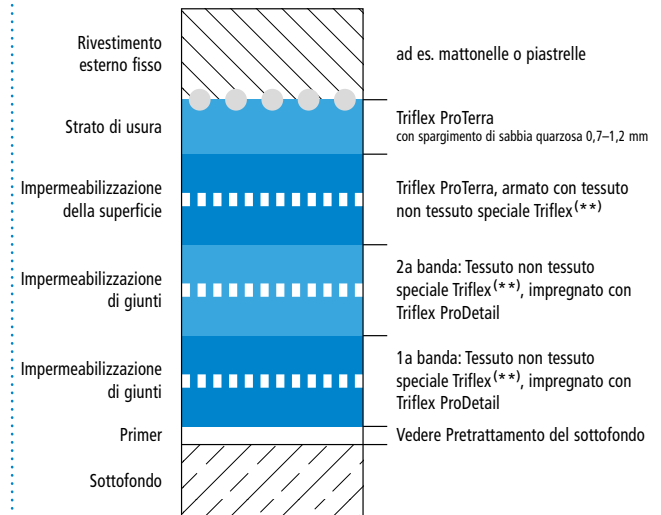 Rivestimento
esterno fisso
ad es. mattonelle o piastrelle
Strato di usura
Triflex ProTerra
con spargimento di sabbia quarzosa 0,7–1,2 mm
Impermeabilizzazione
della superficie
Triflex ProTerra, armato con tessuto
non tessuto speciale Triflex(**)
Impermeabilizzazione
di giunti
2a banda: Tessuto non tessuto
speciale Triflex(**), impregnato con
Triflex ProDetail
Impermeabilizzazione
di giunti
1a banda: Tessuto non tessuto
speciale Triflex(**), impregnato con
Triflex ProDetail
Primer
Vedere Pretrattamento del sottofondo
Sottofondo